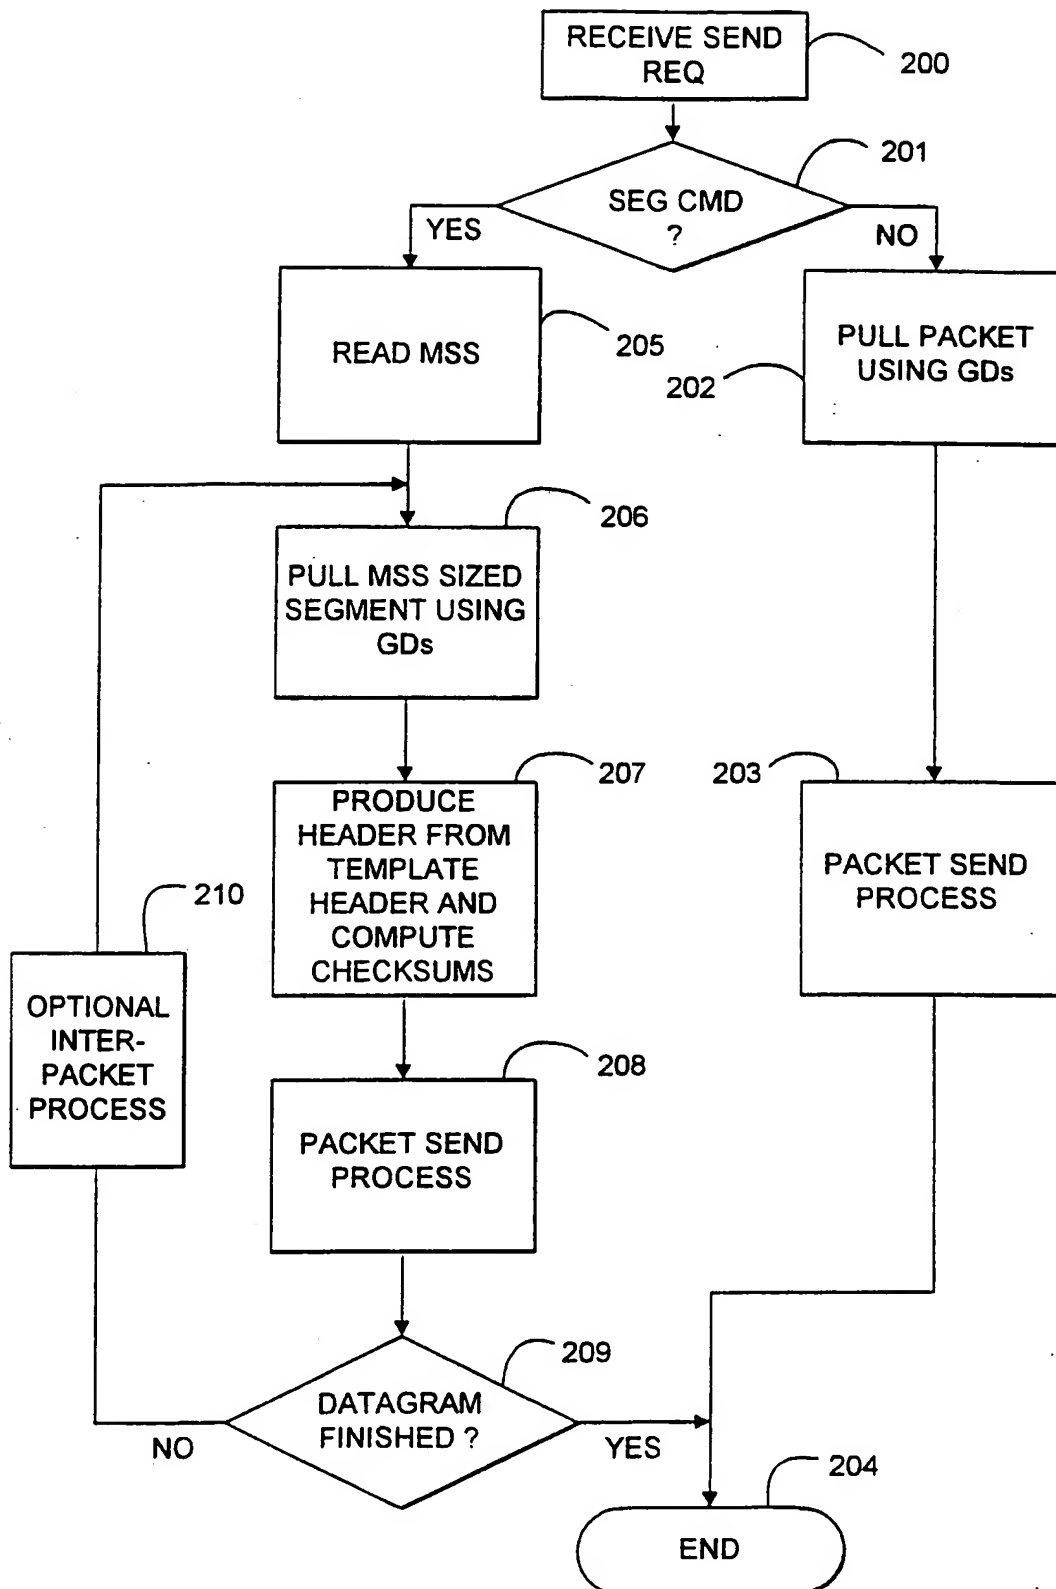 RECEIVE SEND
REQ
200
201
SEG CMD
?
YES
NO
READ MSS
205
PULL PACKET
USING GDs
202
206
PULL MSS SIZED
SEGMENT USING
GDs
207
PRODUCE
HEADER FROM
TEMPLATE
HEADER AND
COMPUTE
CHECKSUMS
203
PACKET SEND
PROCESS
210
OPTIONAL
INTER-
PACKET
PROCESS
208
PACKET SEND
PROCESS
209
DATAGRAM
FINISHED ?
NO
YES
204
END